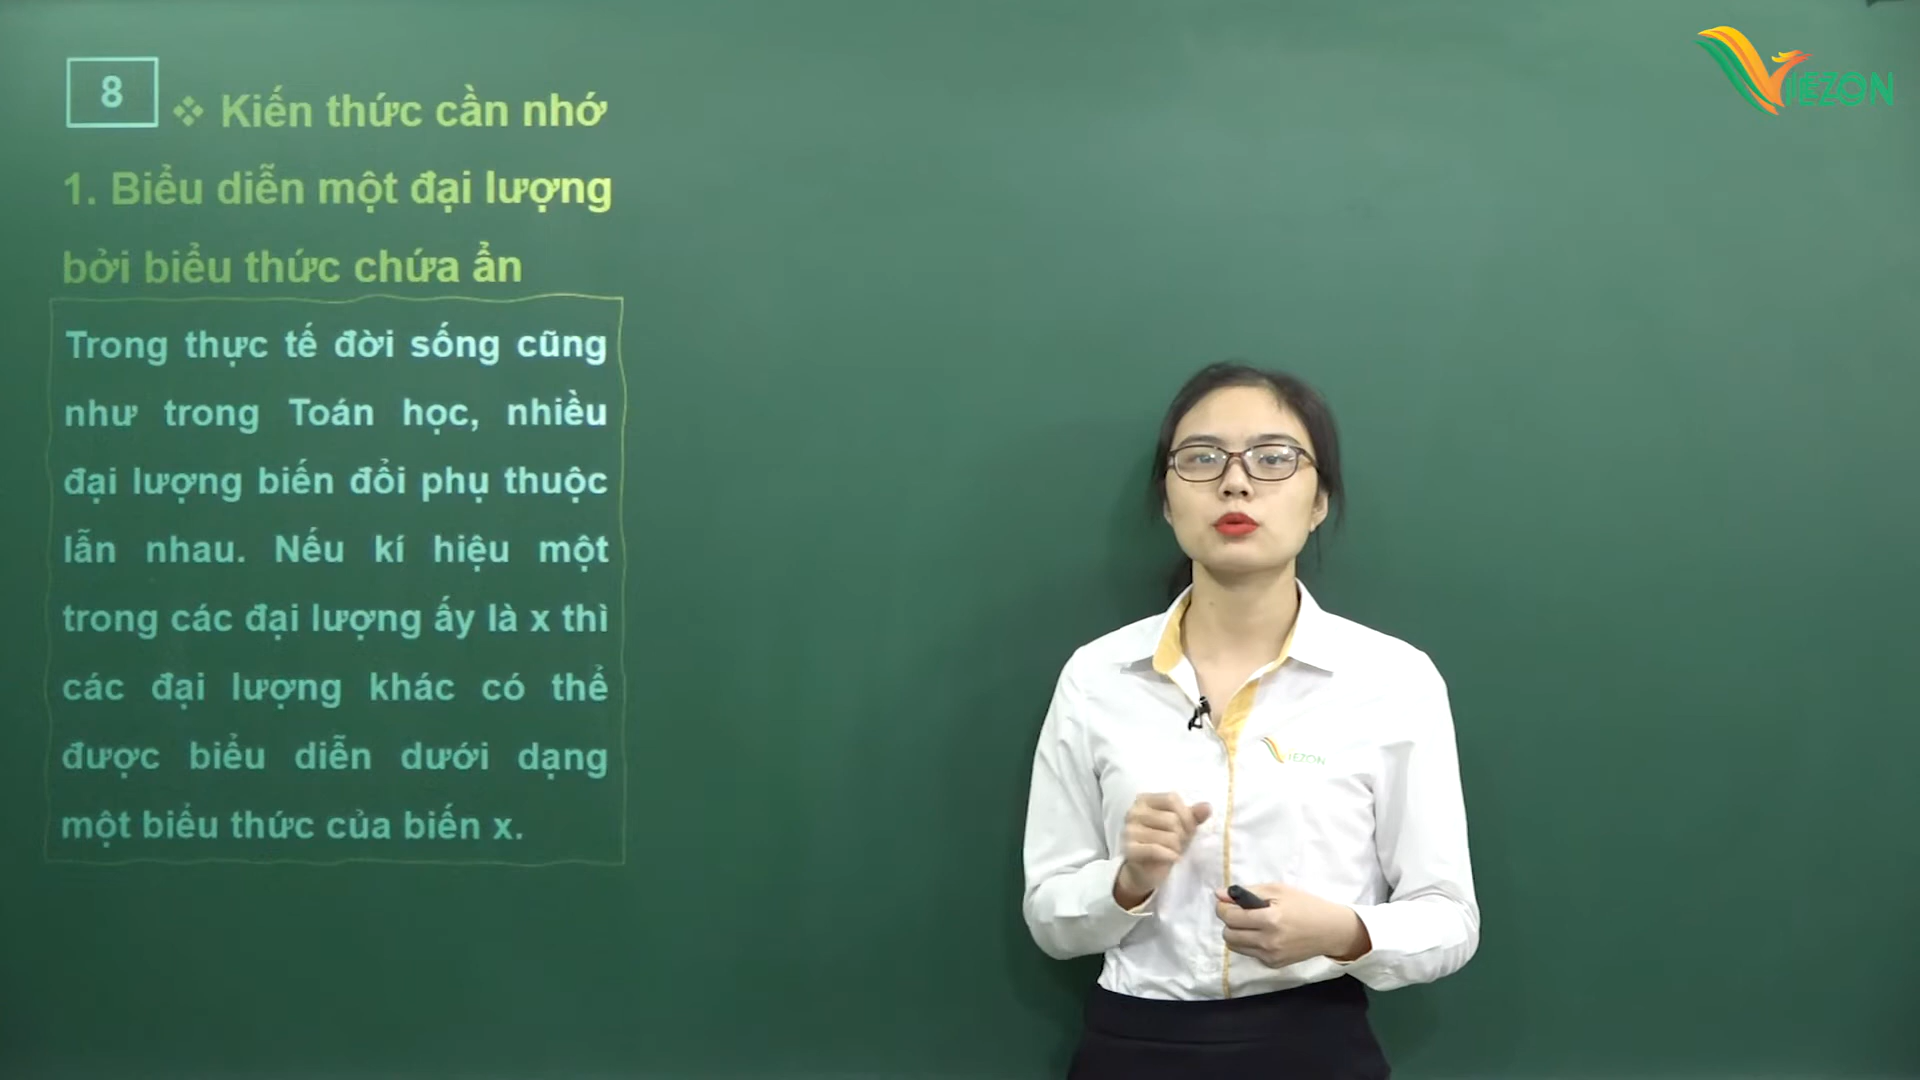 8
❖ Kiến thức cần nhớ
1. Biểu diễn một đại lượng
bởi biểu thức chứa ẩn
Trong thực tế đời sống cũng
như trong Toán học, nhiều
đại lượng biến đổi phụ thuộc
lẫn nhau. Nếu kí hiệu một
trong các đại lượng ấy là x thì
các đại lượng khác có thể
được biểu diễn dưới dạng
một biểu thức của biến x.
VIEZON
VIEZON